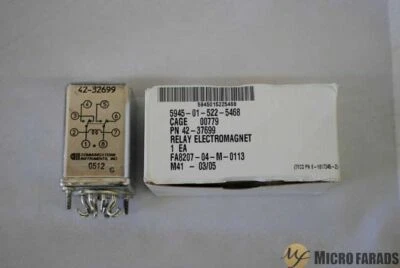 42-32699
4
5
3
6
2
7
1
8
COMMUNICATIONS
INSTRUMENTS, INC
0512 G
5945015225468
5945-01-522-5468
CAGE 00779
PN 42-37699
RELAY ELECTROMAGNET
1 EA
FA8207-04-M-0113
M41 - 03/05
MICRO FARADS